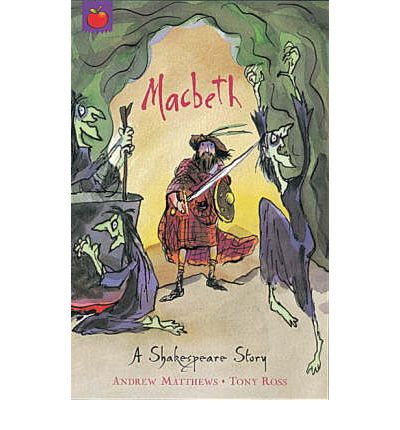 Macbeth
A Shakespeare Story
ANDREW MATTHEWS • TONY ROSS